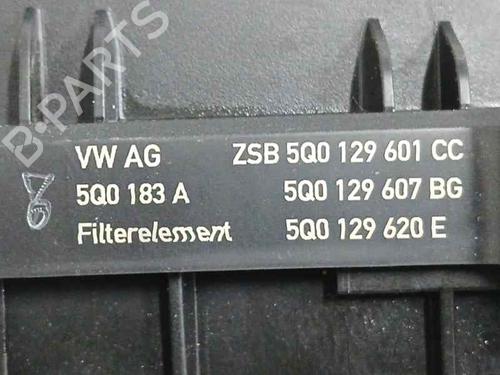 B-PARTS
VW AG ZSB 5Q0 129 601 CC
5Q0 183 A 5Q0 129 607 BG
Filterelement 5Q0 129 620 E